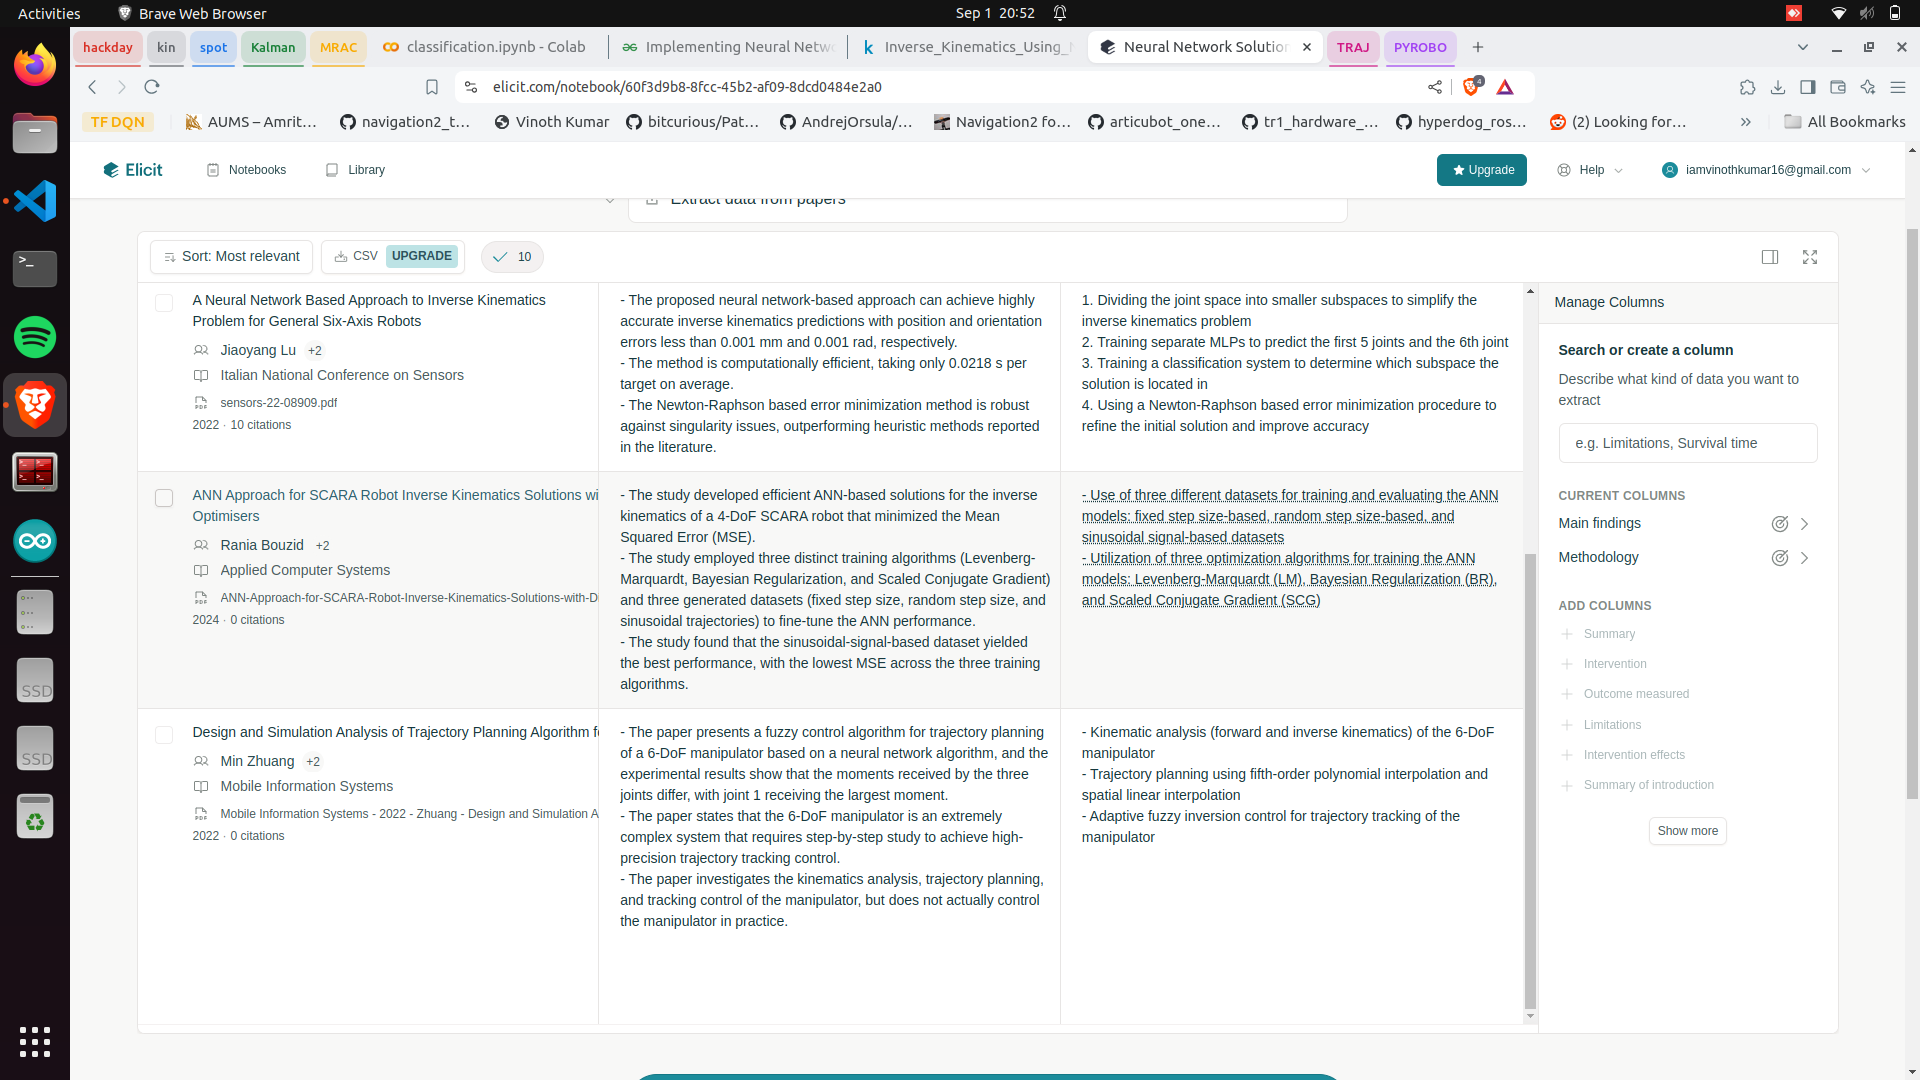 Activities
Brave Web Browser
Sep 1 20:52
hackday
kin
spot
Kalman
MRAC
classification.ipynb - Colab
Implementing Neural Netw
Inverse_Kinematics_Using_N
Neural Network Solution
TRAJ
PYROBO
elicit.com/notebook/60f3d9b8-8fcc-45b2-af09-8dcd0484e2a0
4
TF DQN
AUMS – Amrit...
navigation2_t...
Vinoth Kumar
bitcurious/Pat...
AndrejOrsula/...
Navigation2 fo...
articubot_one...
tr1_hardware_...
hyperdog_ros...
(2) Looking for...
All Bookmarks
Elicit
Notebooks
Library
Upgrade
Help
iamvinothkumar16@gmail.com
Extract data from papers
Sort: Most relevant
CSV UPGRADE
10
A Neural Network Based Approach to Inverse Kinematics
Problem for General Six-Axis Robots
Jiaoyang Lu +2
Italian National Conference on Sensors
PDF
sensors-22-08909.pdf
2022 · 10 citations
- The proposed neural network-based approach can achieve highly
accurate inverse kinematics predictions with position and orientation
errors less than 0.001 mm and 0.001 rad, respectively.
- The method is computationally efficient, taking only 0.0218 s per
target on average.
- The Newton-Raphson based error minimization method is robust
against singularity issues, outperforming heuristic methods reported
in the literature.
1. Dividing the joint space into smaller subspaces to simplify the
inverse kinematics problem
2. Training separate MLPs to predict the first 5 joints and the 6th joint
3. Training a classification system to determine which subspace the
solution is located in
4. Using a Newton-Raphson based error minimization procedure to
refine the initial solution and improve accuracy
ANN Approach for SCARA Robot Inverse Kinematics Solutions wi
Optimisers
Rania Bouzid +2
Applied Computer Systems
PDF
ANN-Approach-for-SCARA-Robot-Inverse-Kinematics-Solutions-with-D
2024 · 0 citations
- The study developed efficient ANN-based solutions for the inverse
kinematics of a 4-DoF SCARA robot that minimized the Mean
Squared Error (MSE).
- The study employed three distinct training algorithms (Levenberg-
Marquardt, Bayesian Regularization, and Scaled Conjugate Gradient)
and three generated datasets (fixed step size, random step size, and
sinusoidal trajectories) to fine-tune the ANN performance.
- The study found that the sinusoidal-signal-based dataset yielded
the best performance, with the lowest MSE across the three training
algorithms.
- Use of three different datasets for training and evaluating the ANN
models: fixed step size-based, random step size-based, and
sinusoidal signal-based datasets
- Utilization of three optimization algorithms for training the ANN
models: Levenberg-Marquardt (LM), Bayesian Regularization (BR),
and Scaled Conjugate Gradient (SCG)
Design and Simulation Analysis of Trajectory Planning Algorithm f
Min Zhuang +2
Mobile Information Systems
PDF
Mobile Information Systems - 2022 - Zhuang - Design and Simulation A
2022 · 0 citations
- The paper presents a fuzzy control algorithm for trajectory planning
of a 6-DoF manipulator based on a neural network algorithm, and the
experimental results show that the moments received by the three
joints differ, with joint 1 receiving the largest moment.
- The paper states that the 6-DoF manipulator is an extremely
complex system that requires step-by-step study to achieve high-
precision trajectory tracking control.
- The paper investigates the kinematics analysis, trajectory planning,
and tracking control of the manipulator, but does not actually control
the manipulator in practice.
- Kinematic analysis (forward and inverse kinematics) of the 6-DoF
manipulator
- Trajectory planning using fifth-order polynomial interpolation and
spatial linear interpolation
- Adaptive fuzzy inversion control for trajectory tracking of the
manipulator
Manage Columns
Search or create a column
Describe what kind of data you want to
extract
e.g. Limitations, Survival time
CURRENT COLUMNS
Main findings
Methodology
ADD COLUMNS
Summary
Intervention
Outcome measured
Limitations
Intervention effects
Summary of introduction
Show more
SSD
SSD